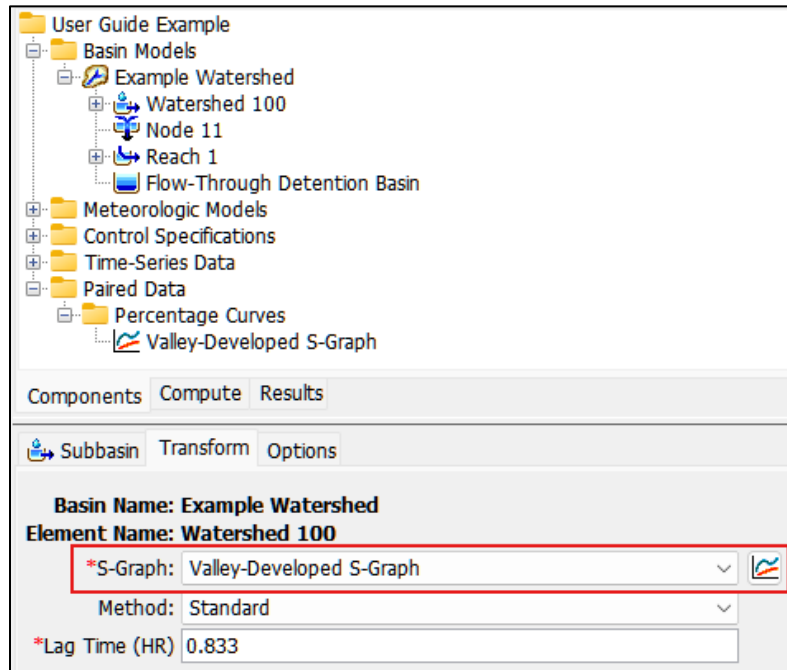 User Guide Example
Basin Models
Example Watershed
Watershed 100
Node 11
Reach 1
Flow-Through Detention Basin
Meteorologic Models
Control Specifications
Time-Series Data
Paired Data
Percentage Curves
Valley-Developed S-Graph
Components Compute Results
Subbasin Transform Options
Basin Name: Example Watershed
Element Name: Watershed 100
*S-Graph: Valley-Developed S-Graph
Method: Standard
*Lag Time (HR) 0.833